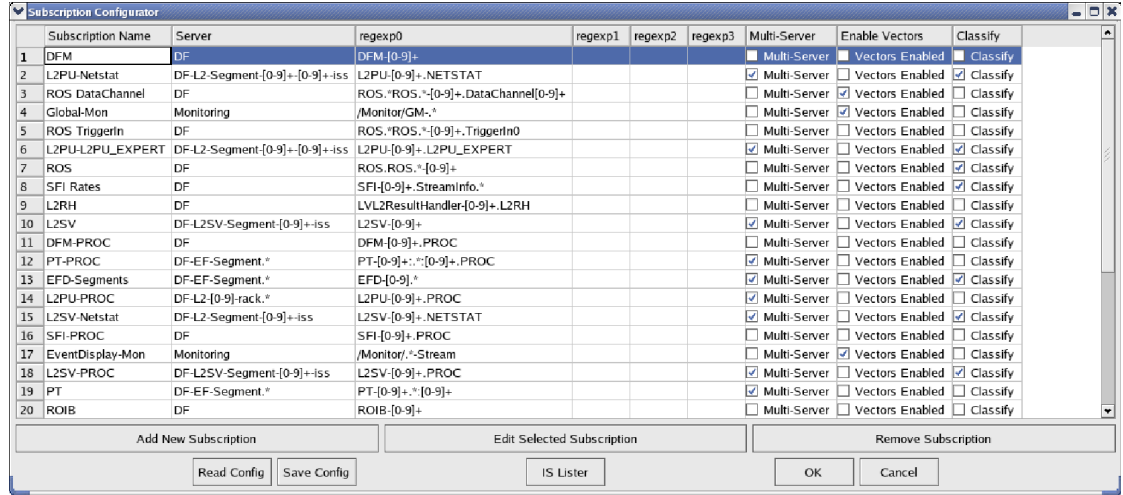 Subscription Configurator
Subscription Name Server regexp0 regexp1 regexp2 regexp3 Multi-Server Enable Vectors Classify
1 DFM DF DFM-[0-9]+ Multi-Server Vectors Enabled Classify
2 L2PU-Netstat DF-L2-Segment-[0-9]+-[0-9]+-iss L2PU-[0-9]+.NETSTAT Multi-Server Vectors Enabled Classify
3 ROS DataChannel DF ROS.*ROS.*-[0-9]+.DataChannel[0-9]+ Multi-Server Vectors Enabled Classify
4 Global-Mon Monitoring /Monitor/GM-.* Multi-Server Vectors Enabled Classify
5 ROS TriggerIn DF ROS.*ROS.*-[0-9]+.TriggerIn0 Multi-Server Vectors Enabled Classify
6 L2PU-L2PU_EXPERT DF-L2-Segment-[0-9]+-[0-9]+-iss L2PU-[0-9]+.L2PU_EXPERT Multi-Server Vectors Enabled Classify
7 ROS DF ROS.ROS.*-[0-9]+ Multi-Server Vectors Enabled Classify
8 SFI Rates DF SFI-[0-9]+.StreamInfo.* Multi-Server Vectors Enabled Classify
9 L2RH DF LVL2ResultHandler-[0-9]+.L2RH Multi-Server Vectors Enabled Classify
10 L2SV DF-L2SV-Segment-[0-9]+-iss L2SV-[0-9]+ Multi-Server Vectors Enabled Classify
11 DFM-PROC DF DFM-[0-9]+.PROC Multi-Server Vectors Enabled Classify
12 PT-PROC DF-EF-Segment.* PT-[0-9]+:.*:[0-9]+.PROC Multi-Server Vectors Enabled Classify
13 EFD-Segments DF-EF-Segment.* EFD-[0-9].* Multi-Server Vectors Enabled Classify
14 L2PU-PROC DF-L2-[0-9]-rack.* L2PU-[0-9]+.PROC Multi-Server Vectors Enabled Classify
15 L2SV-Netstat DF-L2-Segment-[0-9]+-iss L2SV-[0-9]+.NETSTAT Multi-Server Vectors Enabled Classify
16 SFI-PROC DF SFI-[0-9]+.PROC Multi-Server Vectors Enabled Classify
17 EventDisplay-Mon Monitoring /Monitor/.*-Stream Multi-Server Vectors Enabled Classify
18 L2SV-PROC DF-L2SV-Segment-[0-9]+-iss L2SV-[0-9]+.PROC Multi-Server Vectors Enabled Classify
19 PT DF-EF-Segment.* PT-[0-9]+.*:[0-9]+ Multi-Server Vectors Enabled Classify
20 ROIB DF ROIB-[0-9]+ Multi-Server Vectors Enabled Classify
Add New Subscription Edit Selected Subscription Remove Subscription
Read Config Save Config IS Lister OK Cancel